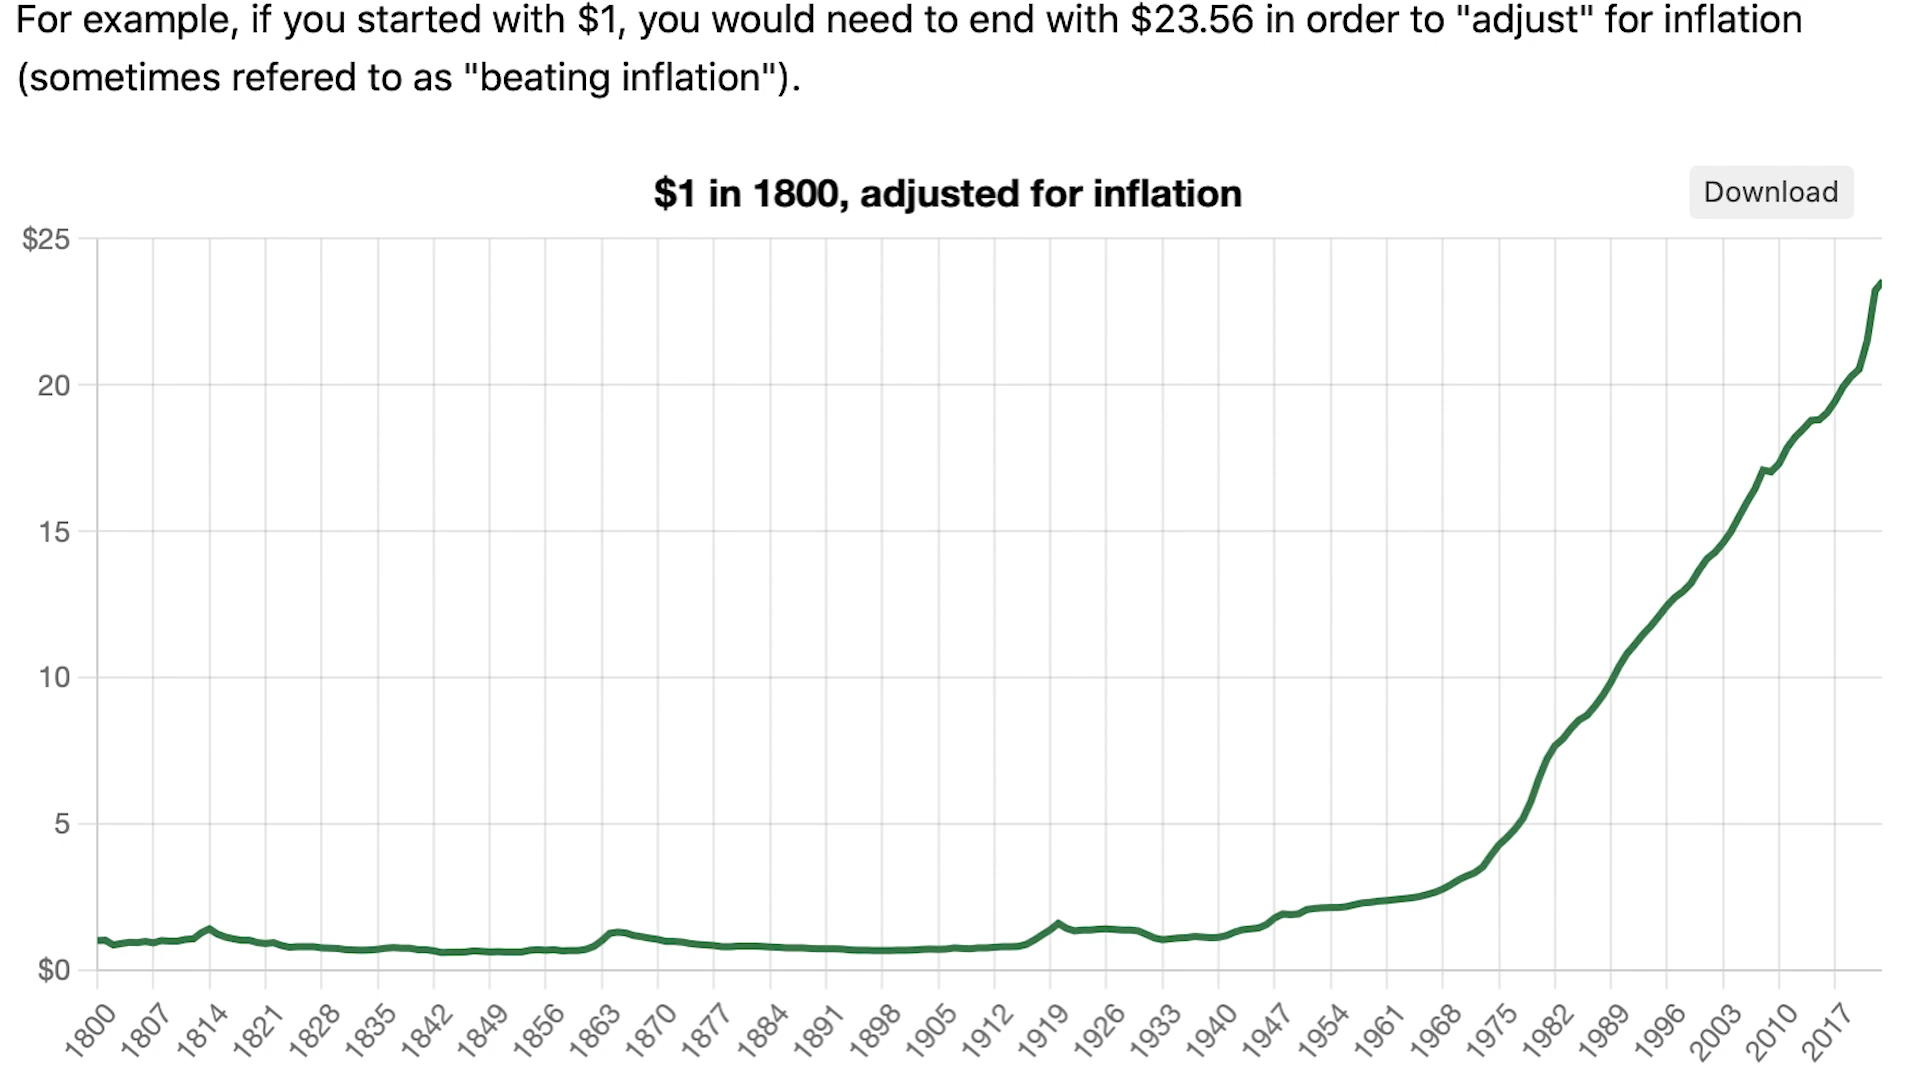 For example, if you started with $1, you would need to end with $23.56 in order to "adjust" for inflation
(sometimes refered to as "beating inflation").
$1 in 1800, adjusted for inflation
Download
$25
20
15
10
5
$0
1800 1807 1814 1821 1828 1835 1842 1849 1856 1863 1870 1877 1884 1891 1898 1905 1912 1919 1926 1933 1940 1947 1954 1961 1968 1975 1982 1989 1996 2003 2010 2017